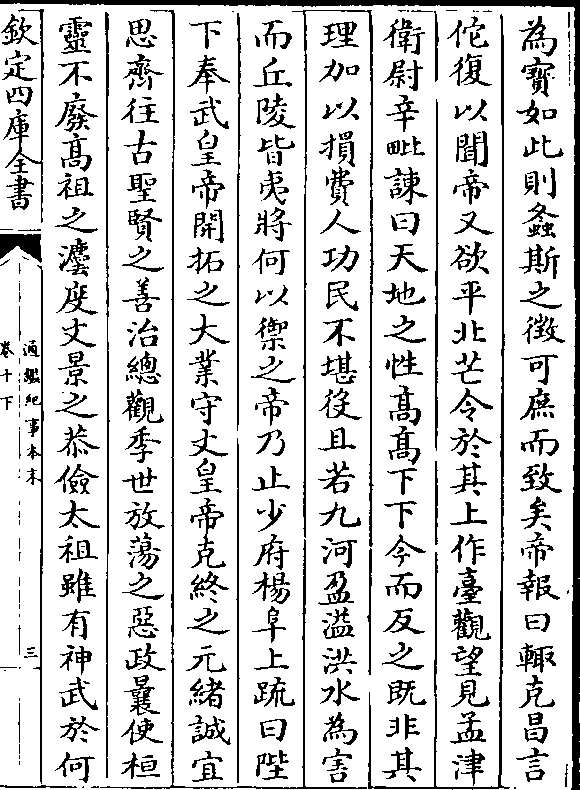 為寳如此則螽斯之徴可庶而致矣帝報曰輙克昌言
佗復以聞帝又欲平北芒令於其上作臺觀望見孟津
衛尉辛毗諫曰天地之性髙髙下下今而反之既非其
理加以損費人功民不堪役且若九河盈溢洪水為害
而丘陵皆夷將何以禦之帝乃止少府楊阜上䟽曰陛
下奉武皇帝開拓之大業守文皇帝克終之元緒誠宜
思齊往古聖賢之善治總觀季世放蕩之惡政曩使桓
靈不廢髙祖之灋度文景之恭儉太祖雖有神武於何
欽定四庫全書
通鑑紀事本末
卷十下
三